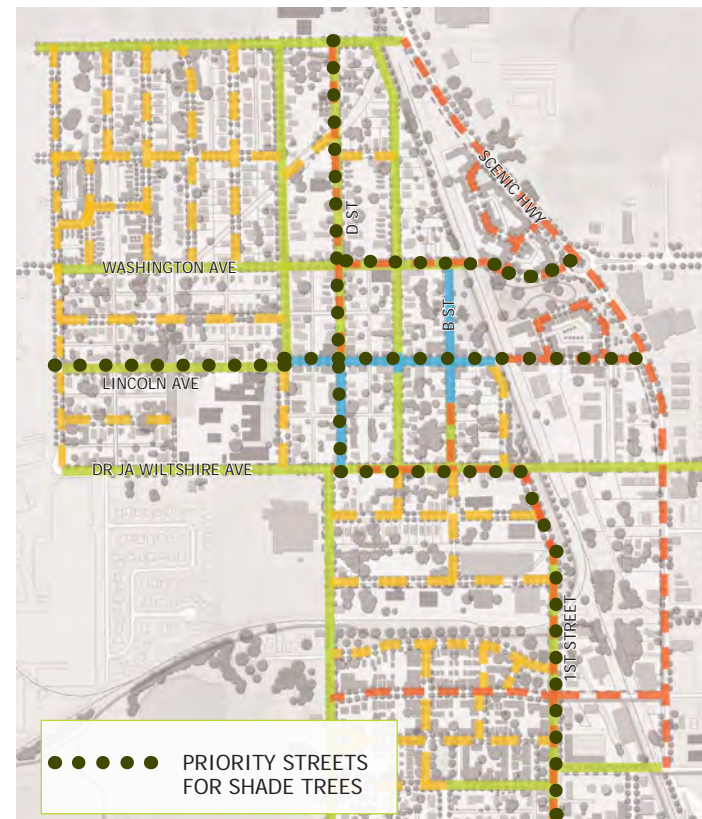 SCENIC HWY
D ST
WASHINGTON AVE
B ST
LINCOLN AVE
DR JA WILTSHIRE AVE
1ST STREET
PRIORITY STREETS
FOR SHADE TREES